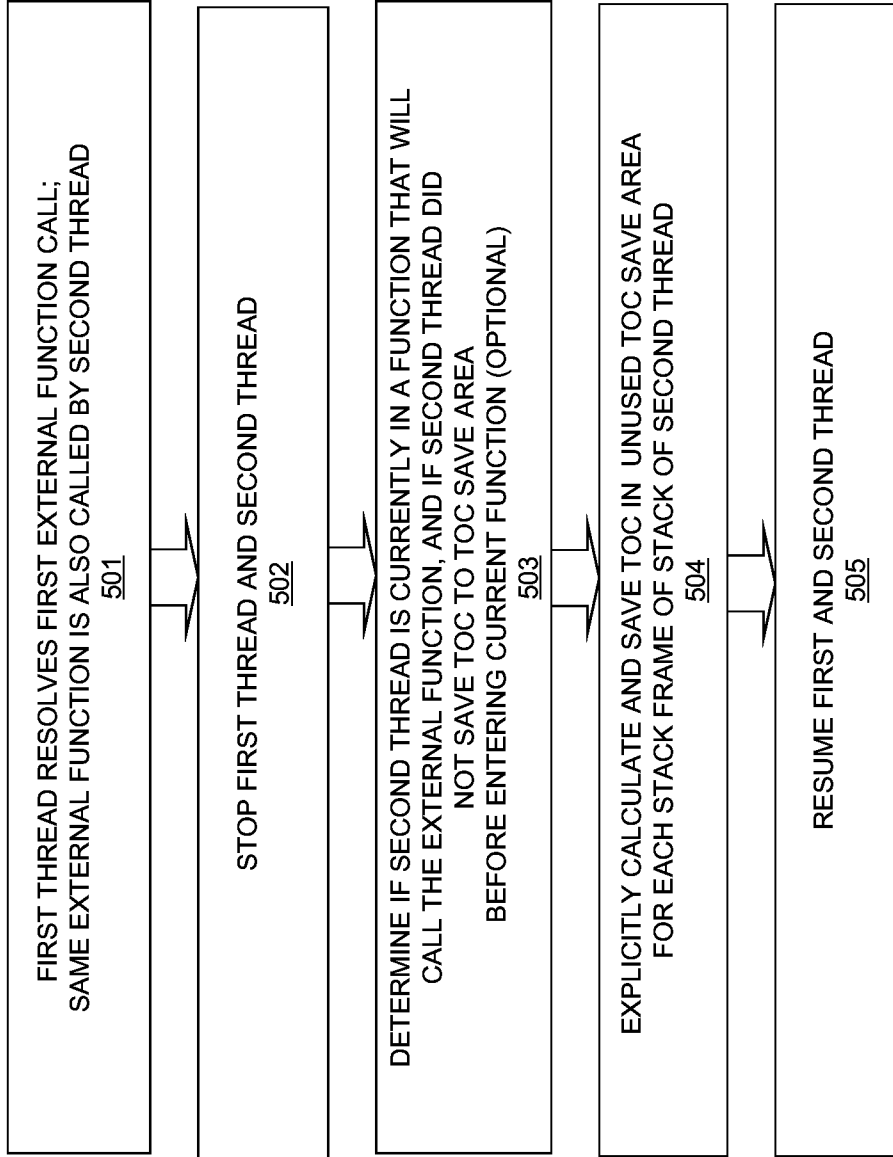 FIRST THREAD RESOLVES FIRST EXTERNAL FUNCTION CALL;
SAME EXTERNAL FUNCTION IS ALSO CALLED BY SECOND THREAD
501
STOP FIRST THREAD AND SECOND THREAD
502
DETERMINE IF SECOND THREAD IS CURRENTLY IN A FUNCTION THAT WILL
CALL THE EXTERNAL FUNCTION, AND IF SECOND THREAD DID
NOT SAVE TOC TO TOC SAVE AREA
BEFORE ENTERING CURRENT FUNCTION (OPTIONAL)
503
EXPLICITLY CALCULATE AND SAVE TOC IN UNUSED TOC SAVE AREA
FOR EACH STACK FRAME OF STACK OF SECOND THREAD
504
RESUME FIRST AND SECOND THREAD
505